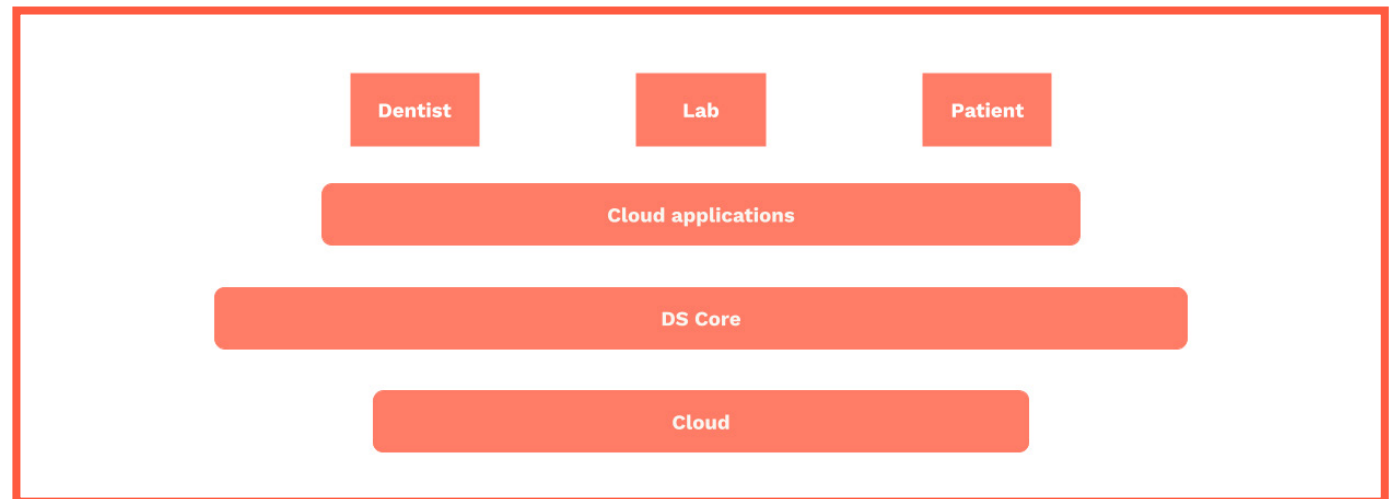 Dentist
Lab
Patient
Cloud applications
DS Core
Cloud